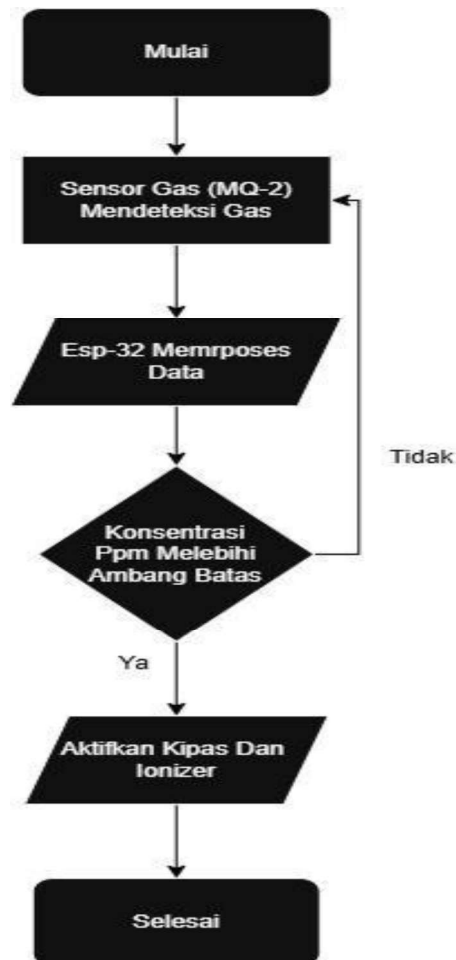 Mulai
Sensor Gas (MQ-2)
Mendeteksi Gas
Esp-32 Memrposes
Data
Tidak
Konsentrasi
Ppm Melebihi
Ambang Batas
Ya
Aktifkan Kipas Dan
Ionizer
Selesai